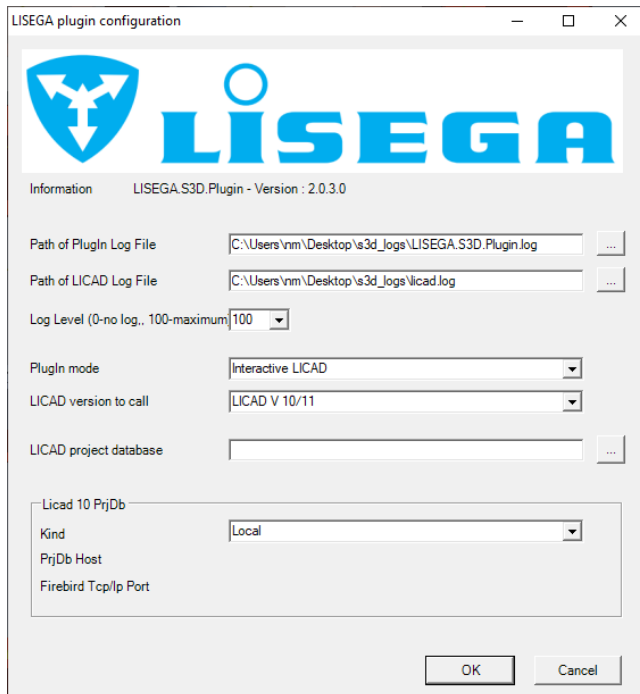 LISEGA plugin configuration
LISEGA
Information LISEGA.S3D.Plugin - Version : 2.0.3.0
Path of PlugIn Log File C:\Users\nm\Desktop\s3d_logs\LISEGA.S3D.Plugin.log ...
Path of LICAD Log File C:\Users\nm\Desktop\s3d_logs\licad.log ...
Log Level (0-no log,, 100-maximum 100
PlugIn mode Interactive LICAD
LICAD version to call LICAD V 10/11
LICAD project database ...
Licad 10 PrjDb
Kind Local
PrjDb Host
Firebird Tcp/Ip Port
OK Cancel